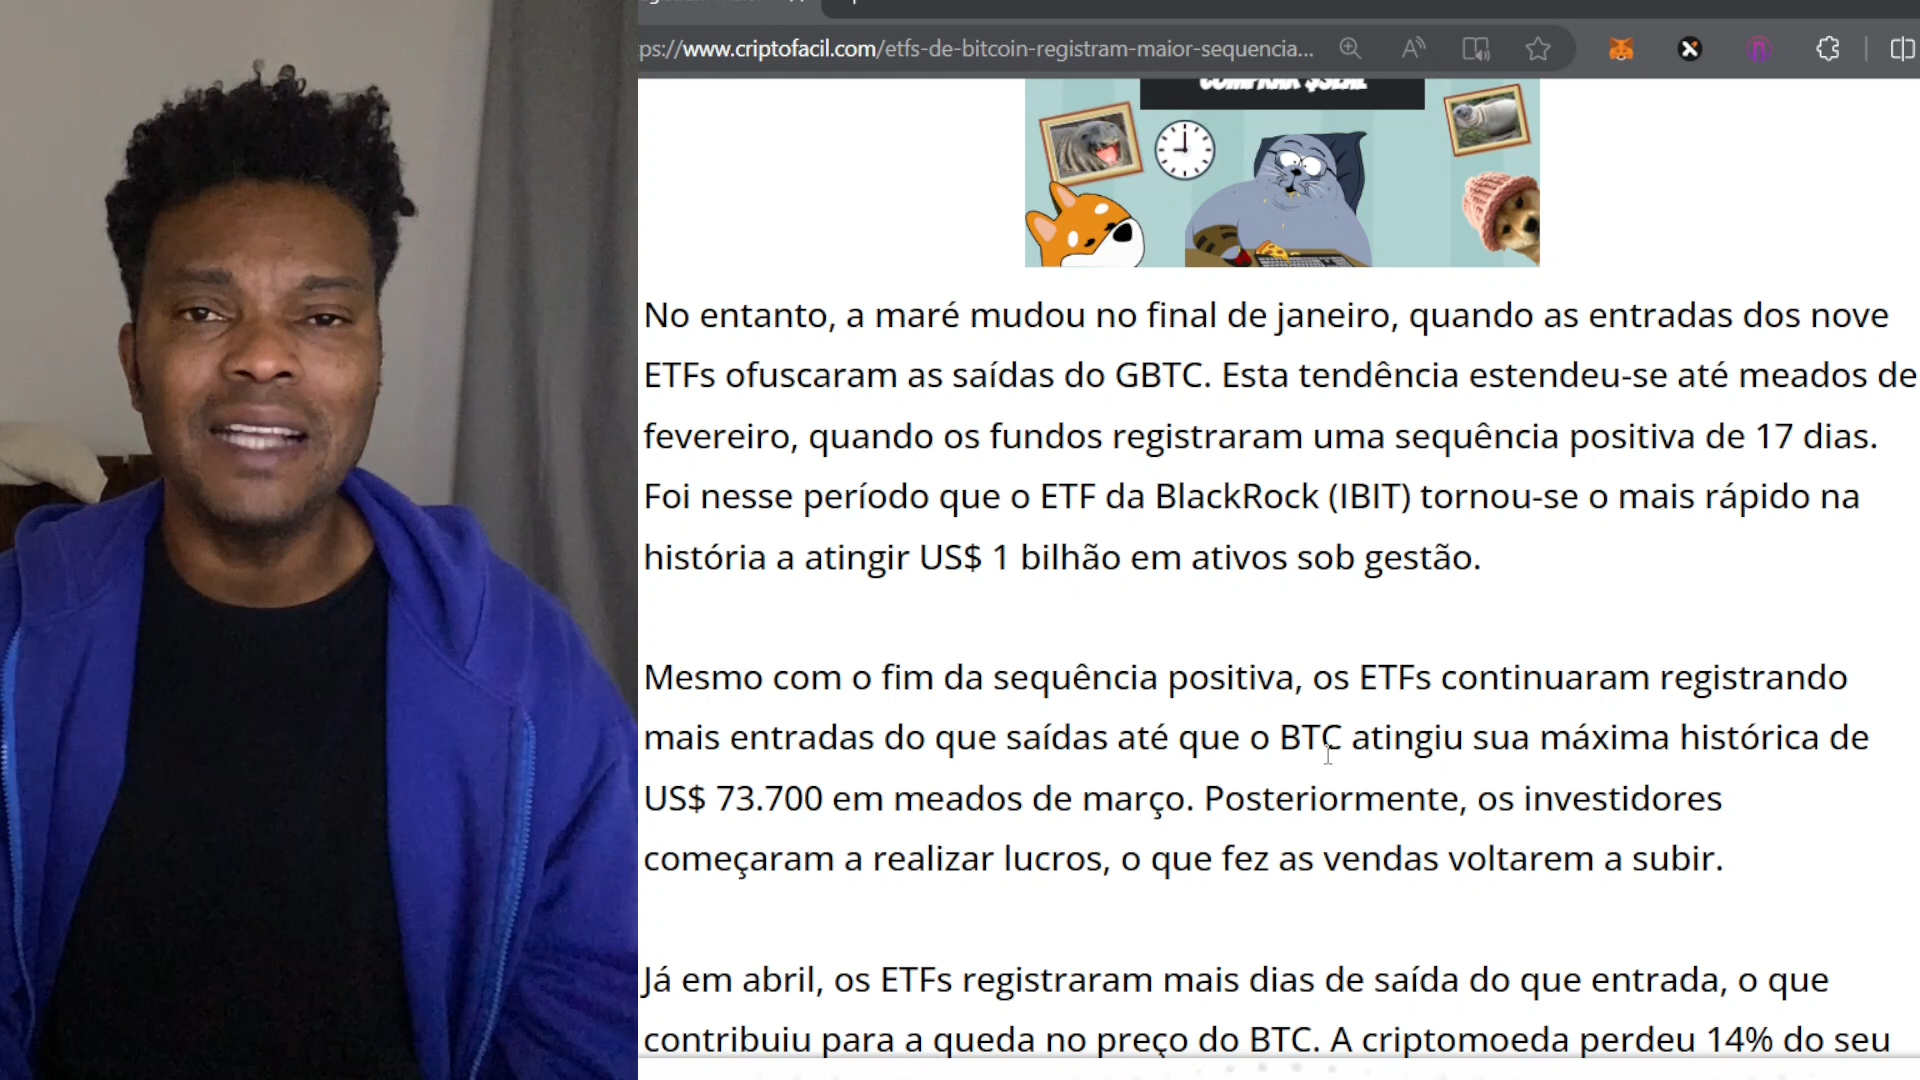 ps://www.criptofacil.com/etfs-de-bitcoin-registram-maior-sequencia...
COMPRAR $SEAL
No entanto, a maré mudou no final de janeiro, quando as entradas dos nove
ETFs ofuscaram as saídas do GBTC. Esta tendência estendeu-se até meados de
fevereiro, quando os fundos registraram uma sequência positiva de 17 dias.
Foi nesse período que o ETF da BlackRock (IBIT) tornou-se o mais rápido na
história a atingir US$ 1 bilhão em ativos sob gestão.
Mesmo com o fim da sequência positiva, os ETFs continuaram registrando
mais entradas do que saídas até que o BTC atingiu sua máxima histórica de
US$ 73.700 em meados de março. Posteriormente, os investidores
começaram a realizar lucros, o que fez as vendas voltarem a subir.
Já em abril, os ETFs registraram mais dias de saída do que entrada, o que
contribuiu para a queda no preço do BTC. A criptomoeda perdeu 14% do seu